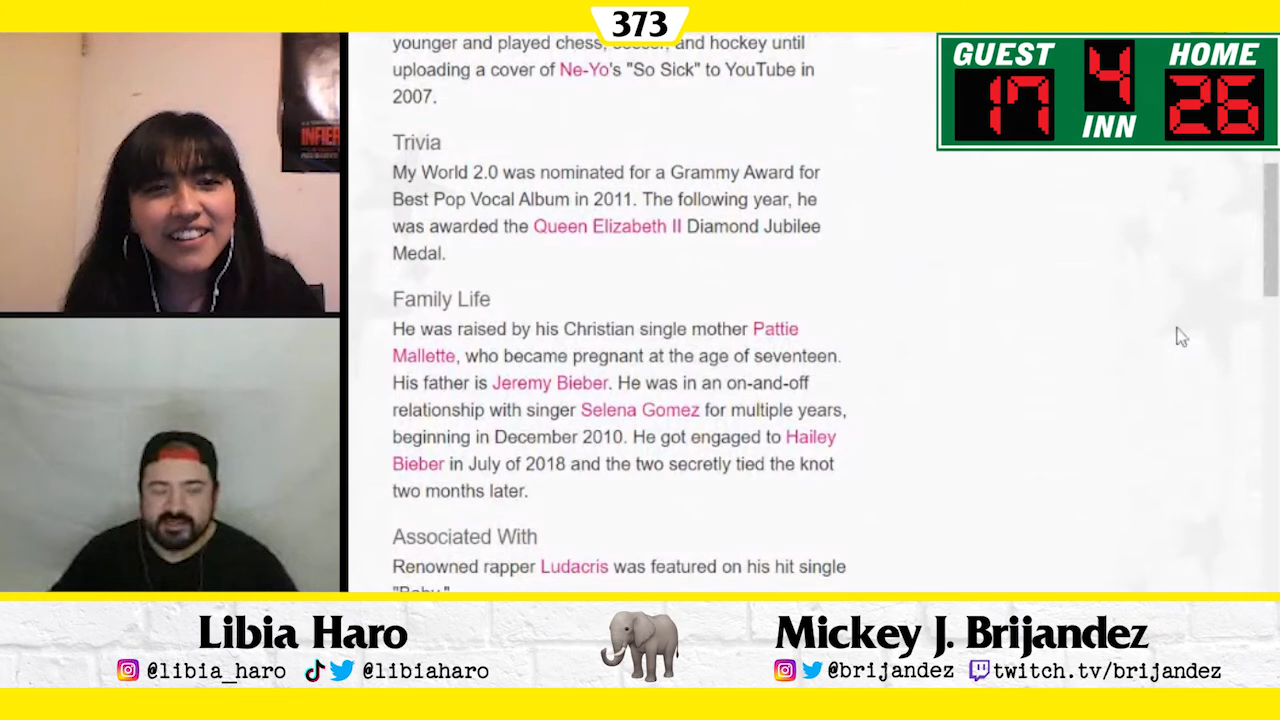 373
younger and played chess, soccer, and hockey until
uploading a cover of Ne-Yo's "So Sick" to YouTube in
2007.
Trivia
My World 2.0 was nominated for a Grammy Award for
Best Pop Vocal Album in 2011. The following year, he
was awarded the Queen Elizabeth II Diamond Jubilee
Medal.
Family Life
He was raised by his Christian single mother Pattie
Mallette, who became pregnant at the age of seventeen.
His father is Jeremy Bieber. He was in an on-and-off
relationship with singer Selena Gomez for multiple years,
beginning in December 2010. He got engaged to Hailey
Bieber in July of 2018 and the two secretly tied the knot
two months later.
Associated With
Renowned rapper Ludacris was featured on his hit single
"Baby."
GUEST 4 HOME
17 INN 26
Libia Haro
@libia_haro @libiaharo
Mickey J. Brijandez
@brijandez twitch.tv/brijandez